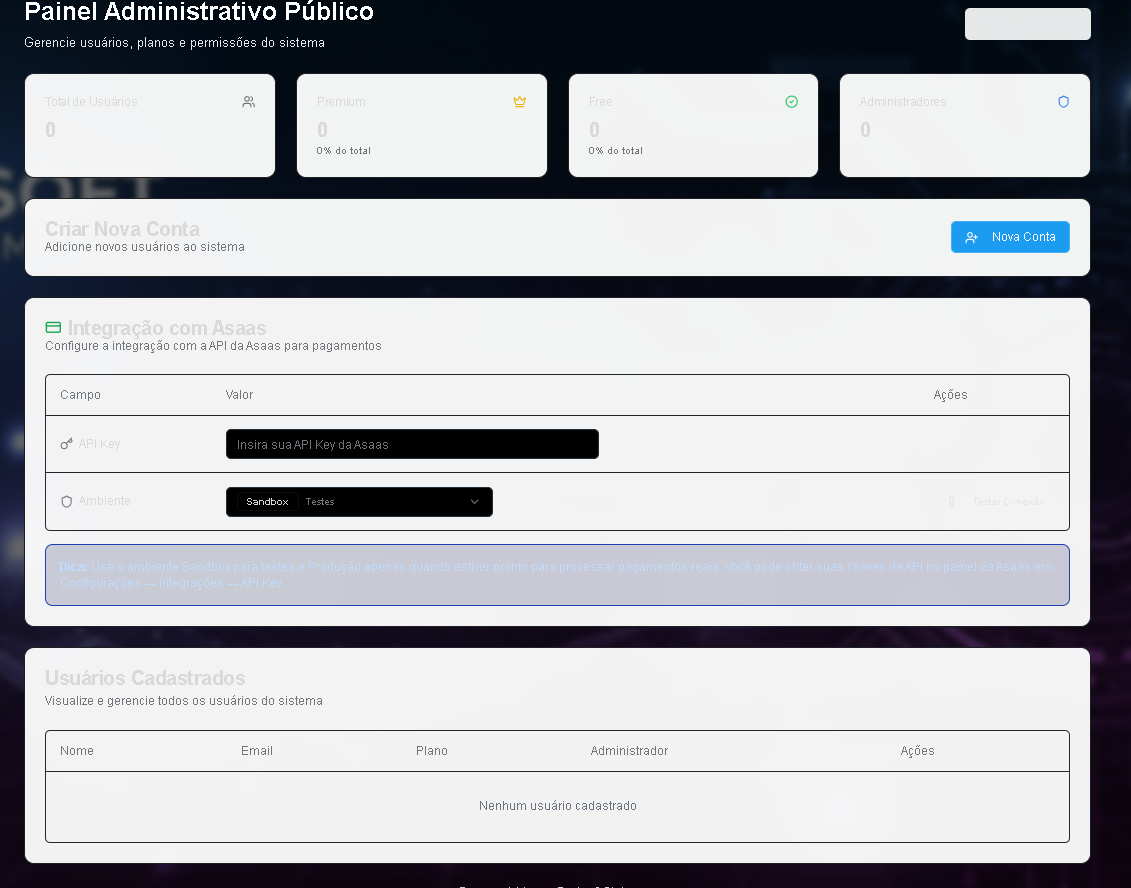 Painel Administrativo Público
Gerencie usuários, planos e permissões do sistema
Total de Usuários
0
Premium
0
0% do total
Free
0
0% do total
Administradores
0
SOFT
M
Criar Nova Conta
Adicione novos usuários ao sistema
Nova Conta
Integração com Asaas
Configure a integração com a API da Asaas para pagamentos
Campo Valor Ações
API Key Insira sua API Key da Asaas
Ambiente Sandbox Testes Testar Conexão
Dica: Use o ambiente Sandbox para testes e Produção apenas quando estiver pronto para processar pagamentos reais. Você pode obter suas chaves de API no painel da Asaas em:
Configurações → Integrações → API Key.
Usuários Cadastrados
Visualize e gerencie todos os usuários do sistema
Nome Email Plano Administrador Ações
Nenhum usuário cadastrado